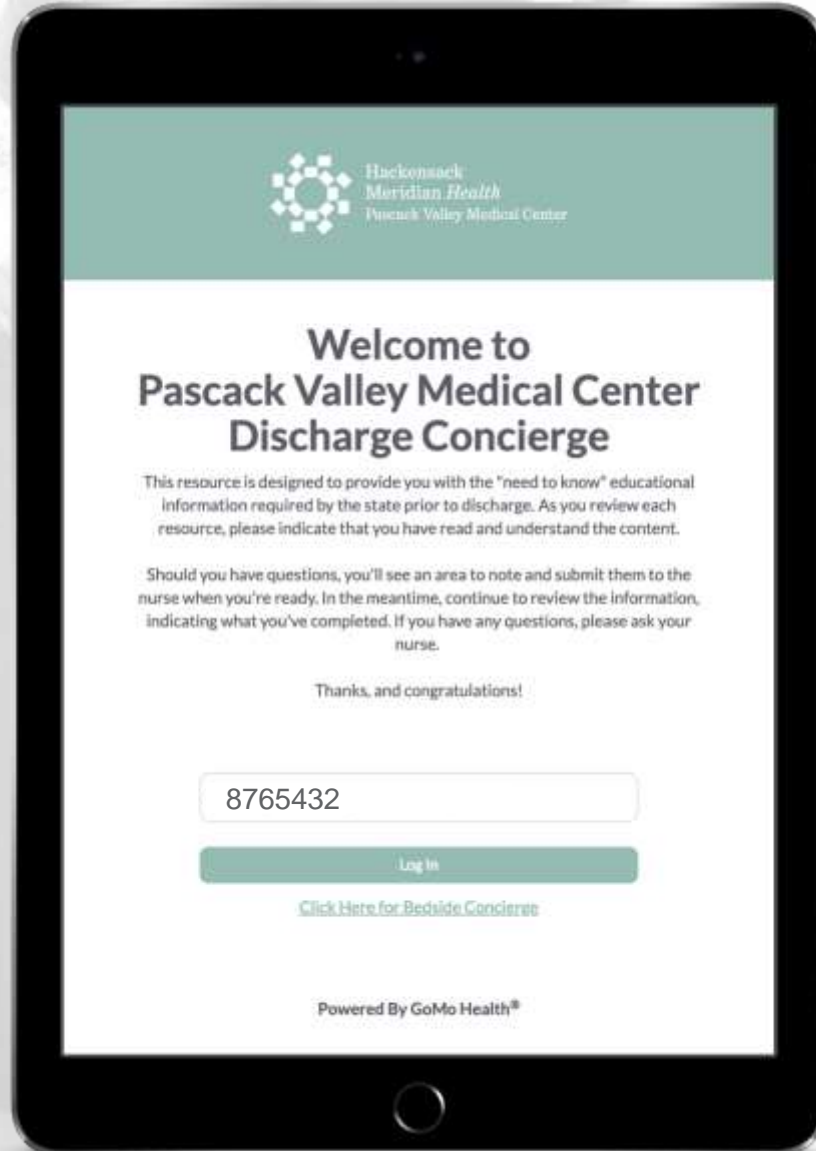 Hackensack
Meridian Health
Pascack Valley Medical Center
Welcome to
Pascack Valley Medical Center
Discharge Concierge
This resource is designed to provide you with the "need to know" educational
information required by the state prior to discharge. As you review each
resource, please indicate that you have read and understand the content.
Should you have questions, you'll see an area to note and submit them to the
nurse when you're ready. In the meantime, continue to review the information,
indicating what you've completed. If you have any questions, please ask your
nurse.
Thanks, and congratulations!
8765432
Log In
Click Here for Bedside Concierge
Powered By GoMo Health®